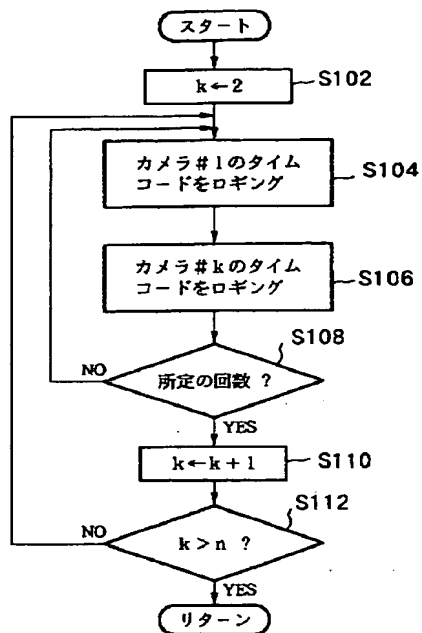 スタート
k←2
S102
カメラ#1のタイム
コードをロギング
S104
カメラ#kのタイム
コードをロギング
S106
S108
所定の回数 ?
NO
YES
k←k+1
S110
S112
k>n ?
NO
YES
リターン